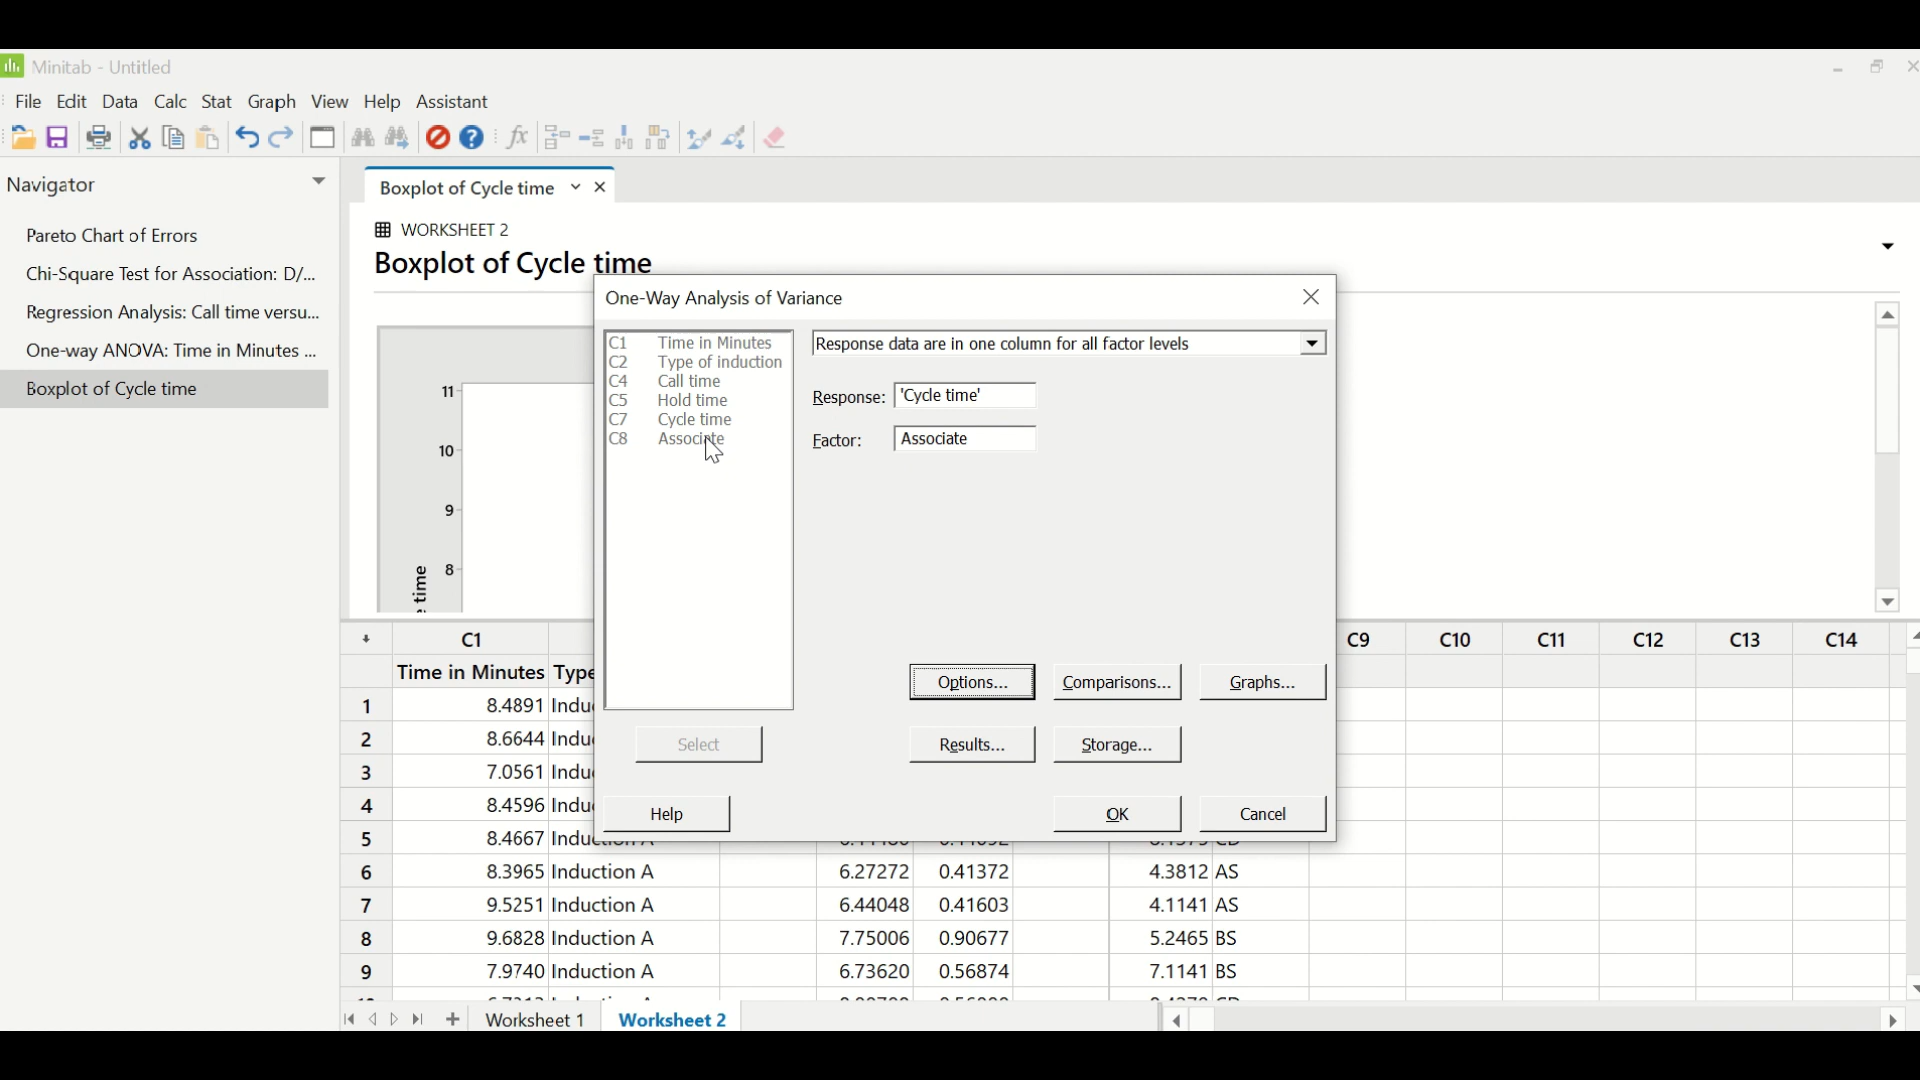 Minitab - Untitled
File Edit Data Calc Stat Graph View Help Assistant
Navigator
Pareto Chart of Errors
Chi-Square Test for Association: D/...
Regression Analysis: Call time versu...
One-way ANOVA: Time in Minutes ...
Boxplot of Cycle time
Boxplot of Cycle time
WORKSHEET 2
Boxplot of Cycle time
11
10
9
8
time
One-Way Analysis of Variance
C1 Time in Minutes
C2 Type of induction
C4 Call time
C5 Hold time
C7 Cycle time
C8 Associate
Response data are in one column for all factor levels
Response: 'Cycle time'
Factor: Associate
Options... Comparisons... Graphs...
Select Results... Storage...
Help OK Cancel
C1 C9 C10 C11 C12 C13 C14
Time in Minutes Type
1 8.4891 Indu
2 8.6644 Indu
3 7.0561 Indu
4 8.4596 Indu
5 8.4667
6 8.3965 Induction A 6.27272 0.41372 4.3812 AS
7 9.5251 Induction A 6.44048 0.41603 4.1141 AS
8 9.6828 Induction A 7.75006 0.90677 5.2465 BS
9 7.9740 Induction A 6.73620 0.56874 7.1141 BS
Worksheet 1 Worksheet 2